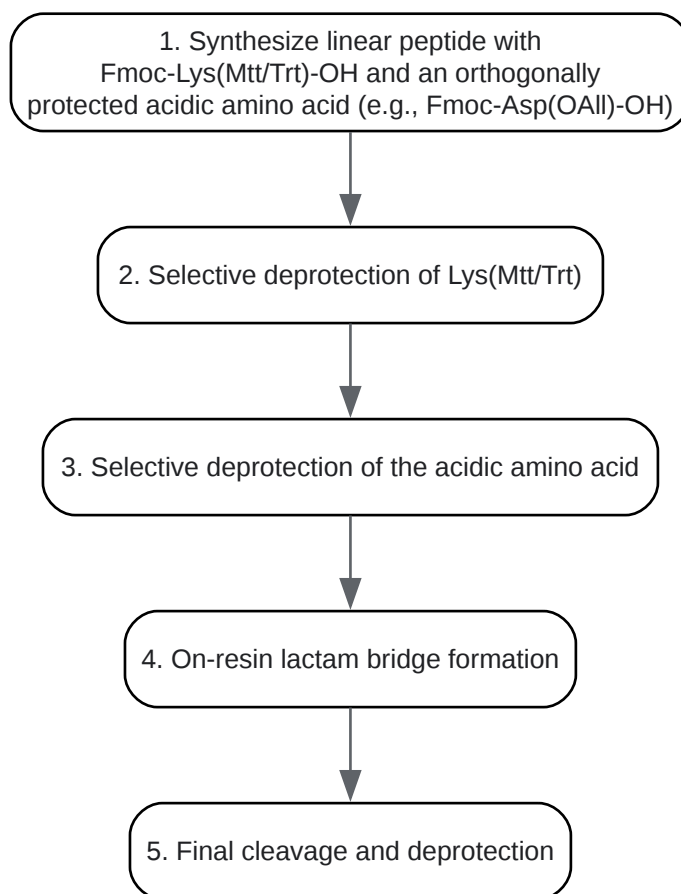 1. Synthesize linear peptide with
Fmoc-Lys(Mtt/Trt)-OH and an orthogonally
protected acidic amino acid (e.g., Fmoc-Asp(OAll)-OH)
2. Selective deprotection of Lys(Mtt/Trt)
3. Selective deprotection of the acidic amino acid
4. On-resin lactam bridge formation
5. Final cleavage and deprotection